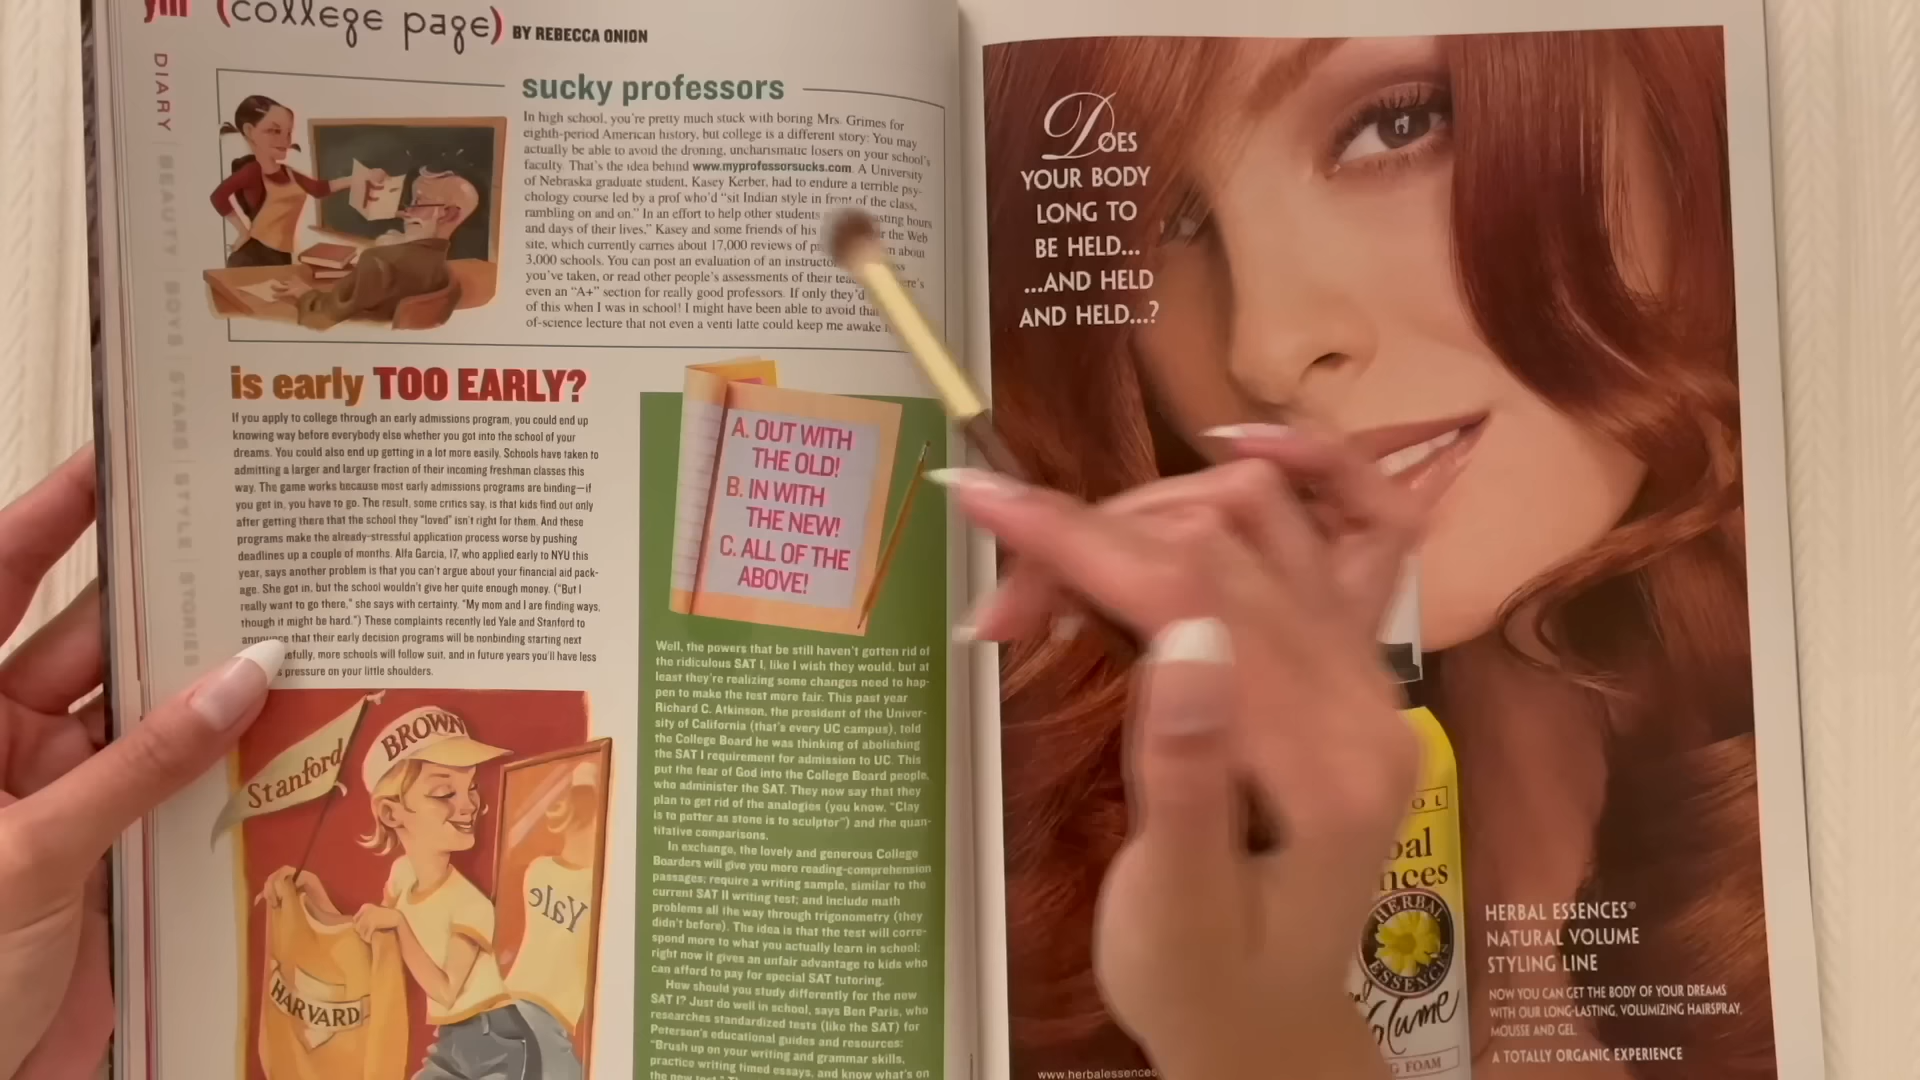 ym (college page) BY REBECCA ONION
DIARY | BEAUTY | BOYS | STARS | STYLE | STORIES
sucky professors
In high school, you're pretty much stuck with boring Mrs. Grimes for
eighth-period American history, but college is a different story: You may
actually be able to avoid the droning, uncharismatic losers on your school's
faculty. That's the idea behind www.myprofessorsucks.com. A University
of Nebraska graduate student, Kasey Kerber, had to endure a terrible psy-
chology course led by a prof who'd "sit Indian style in front of the class,
rambling on and on." In an effort to help other students
and days of their lives," Kasey and some friends of his the Web
site, which currently carries about 17,000 reviews of about
3,000 schools. You can post an evaluation of an
you've taken, or read other people's assessments of their
even an "A+" section for really good professors. If only they'd
of this when I was in school! I might have been able to avoid
of-science lecture that not even a venti latte could keep me awake
F
is early TOO EARLY?
If you apply to college through an early admissions program, you could end up
knowing way before everybody else whether you got into the school of your
dreams. You could also end up getting in a lot more easily. Schools have taken to
admitting a larger and larger fraction of their incoming freshman classes this
way. The game works because most early admissions programs are binding—if
you get in, you have to go. The result, some critics say, is that kids find out only
after getting there that the school they "loved" isn't right for them. And these
programs make the already-stressful application process worse by pushing
deadlines up a couple of months. Alfa Garcia, 17, who applied early to NYU this
year, says another problem is that you can't argue about your financial aid pack-
age. She got in, but the school wouldn't give her quite enough money. ("But I
really want to go there," she says with certainty. "My mom and I are finding ways,
though it might be hard.") These complaints recently led Yale and Stanford to
announce that their early decision programs will be nonbinding starting next
more schools will follow suit, and in future years you'll have less
pressure on your little shoulders.
Stanford
BROWN
Yale
HARVARD
A. OUT WITH
THE OLD!
B. IN WITH
THE NEW!
C. ALL OF THE
ABOVE!
Well, the powers that be still haven't gotten rid of
the ridiculous SAT I, like I wish they would, but at
least they're realizing some changes need to hap-
pen to make the test more fair. This past year
Richard C. Atkinson, the president of the Univer-
sity of California (that's every UC campus), told
the College Board he was thinking of abolishing
the SAT I requirement for admission to UC. This
put the fear of God into the College Board people,
who administer the SAT. They now say that they
plan to get rid of the analogies (you know, "Clay
is to potter as stone is to sculptor") and the quan-
titative comparisons.
In exchange, the lovely and generous College
Boarders will give you more reading-comprehension
passages; require a writing sample, similar to the
current SAT II writing test; and include math
problems all the way through trigonometry (they
didn't before). The idea is that the test will corre-
spond more to what you actually learn in school;
right now it gives an unfair advantage to kids who
can afford to pay for special SAT tutoring.
How should you study differently for the new
SAT I? Just do well in school, says Ben Paris, who
researches standardized tests (like the SAT) for
Peterson's educational guides and resources:
"Brush up on your writing and grammar skills,
practice writing timed essays, and know what's on
the new test."
DOES
YOUR BODY
LONG TO
BE HELD...
...AND HELD
AND HELD...?
HERBAL
ESSENCES
FOAM
HERBAL ESSENCES®
NATURAL VOLUME
STYLING LINE
NOW YOU CAN GET THE BODY OF YOUR DREAMS
WITH OUR LONG-LASTING, VOLUMIZING HAIRSPRAY,
MOUSSE AND GEL.
A TOTALLY ORGANIC EXPERIENCE
www.herbalessences